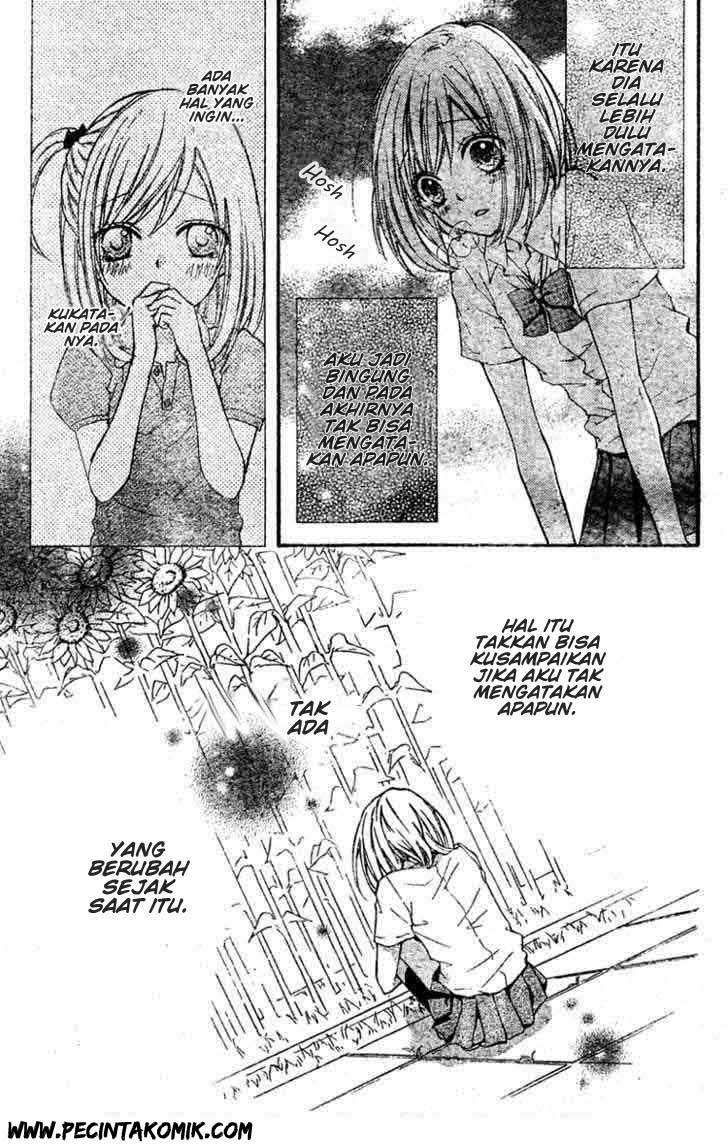 ITU
KARENA
DIA
SELALU
LEBIH
DULU
MENGATA-
KANNYA.
Hosh
Hosh
AKU JADI
BINGUNG
DAN PADA
AKHIRNYA
TAK BISA
MENGATA-
KAN APAPUN.
ADA
BANYAK
HAL YANG
INGIN...
KUKATA-
KAN PADA
NYA.
HAL ITU
TAKKAN BISA
KUSAMPAIKAN
JIKA AKU TAK
MENGATAKAN
APAPUN.
TAK
ADA
YANG
BERUBAH
SEJAK
SAAT ITU.
WWW.PECINTAKOMIK.COM